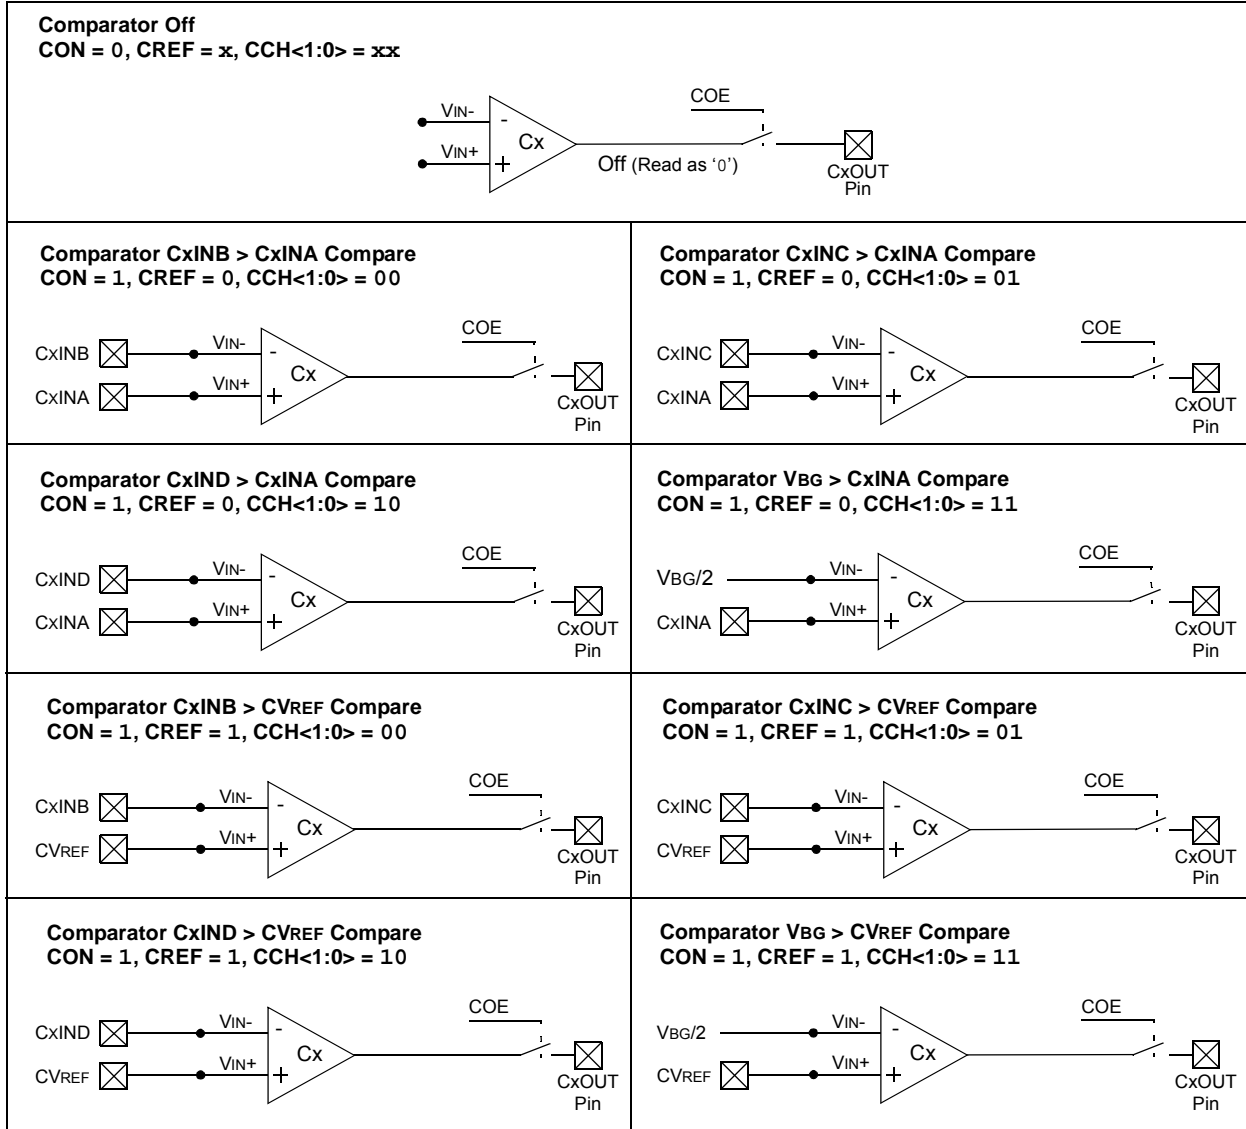 Comparator Off
CON = 0, CREF = x, CCH<1:0> = xx
COE
VIN-
-
Cx
VIN+
+
Off (Read as ‘0’)
CxOUT
Pin
Comparator CxINB > CxINA Compare
CON = 1, CREF = 0, CCH<1:0> = 00
COE
CxINB
VIN-
-
Cx
CxINA
VIN+
+
CxOUT
Pin
Comparator CxINC > CxINA Compare
CON = 1, CREF = 0, CCH<1:0> = 01
COE
CxINC
VIN-
-
Cx
CxINA
VIN+
+
CxOUT
Pin
Comparator CxIND > CxINA Compare
CON = 1, CREF = 0, CCH<1:0> = 10
COE
CxIND
VIN-
-
Cx
CxINA
VIN+
+
CxOUT
Pin
Comparator VBG > CxINA Compare
CON = 1, CREF = 0, CCH<1:0> = 11
COE
VBG/2
VIN-
-
Cx
CxINA
VIN+
+
CxOUT
Pin
Comparator CxINB > CVREF Compare
CON = 1, CREF = 1, CCH<1:0> = 00
COE
CxINB
VIN-
-
Cx
CVREF
VIN+
+
CxOUT
Pin
Comparator CxINC > CVREF Compare
CON = 1, CREF = 1, CCH<1:0> = 01
COE
CxINC
VIN-
-
Cx
CVREF
VIN+
+
CxOUT
Pin
Comparator CxIND > CVREF Compare
CON = 1, CREF = 1, CCH<1:0> = 10
COE
CxIND
VIN-
-
Cx
CVREF
VIN+
+
CxOUT
Pin
Comparator VBG > CVREF Compare
CON = 1, CREF = 1, CCH<1:0> = 11
COE
VBG/2
VIN-
-
Cx
CVREF
VIN+
+
CxOUT
Pin